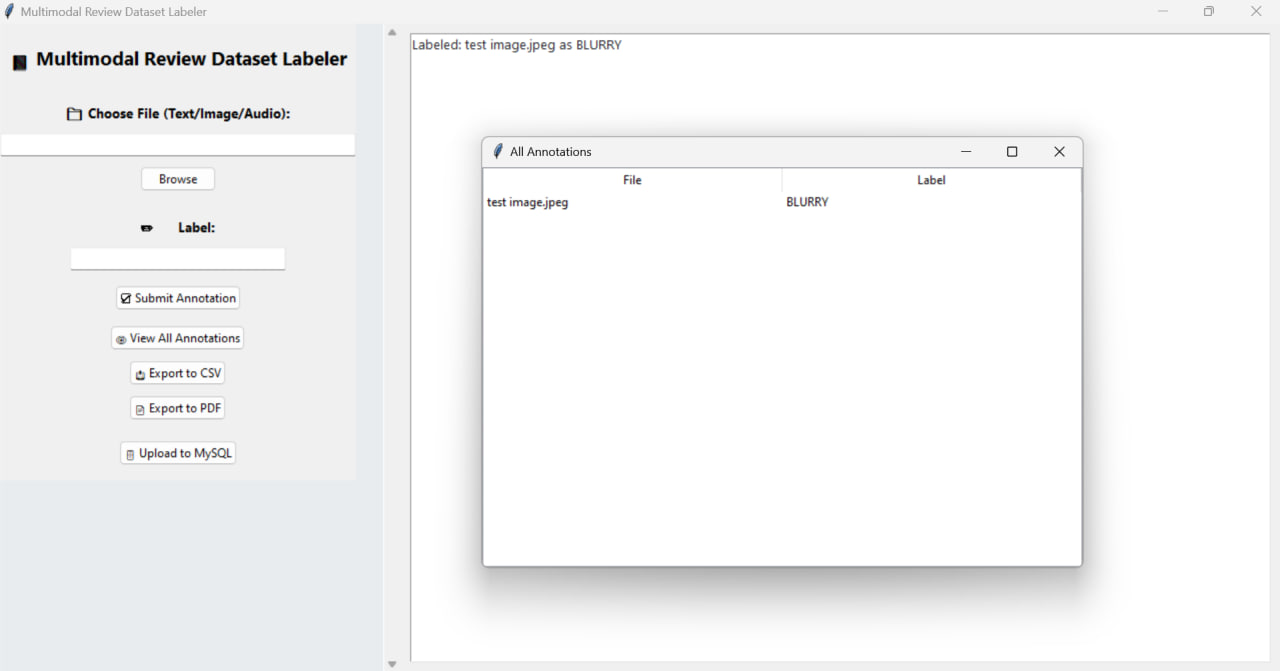 Multimodal Review Dataset Labeler
Multimodal Review Dataset Labeler
Choose File (Text/Image/Audio):
Browse
Label:
Submit Annotation
View All Annotations
Export to CSV
Export to PDF
Upload to MySQL
Labeled: test image.jpeg as BLURRY
All Annotations
File Label
test image.jpeg BLURRY